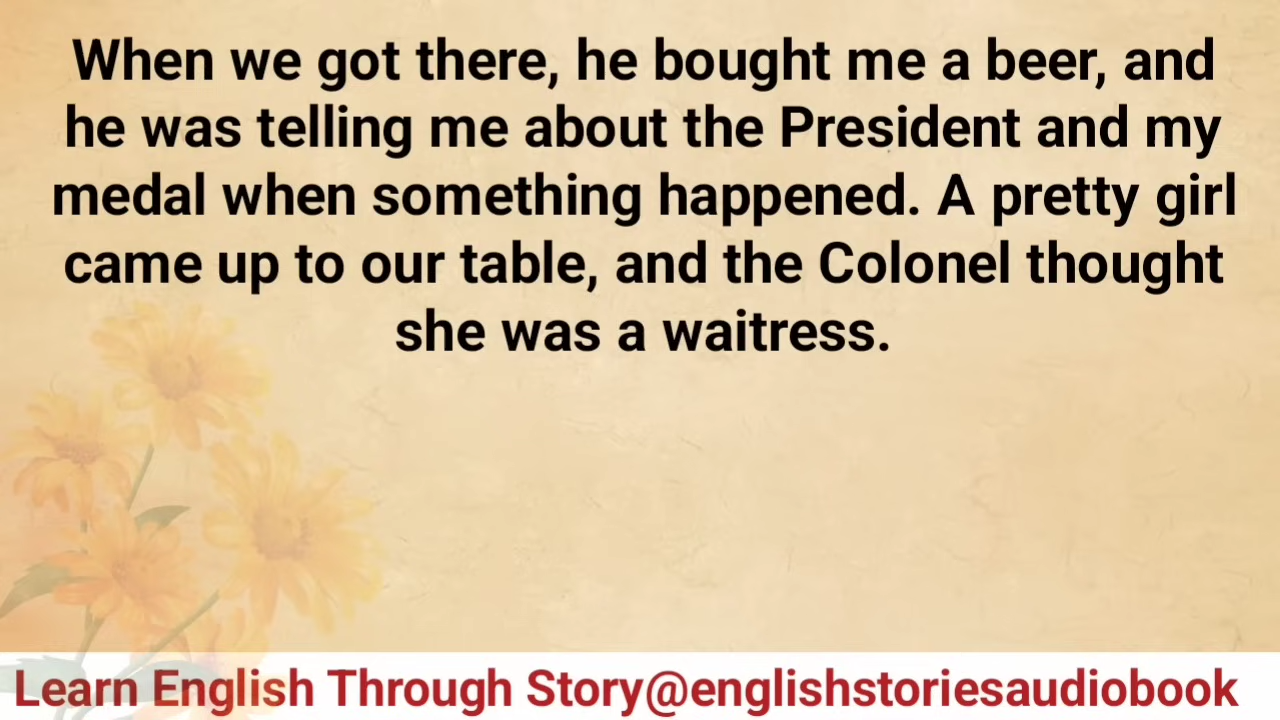 When we got there, he bought me a beer, and
he was telling me about the President and my
medal when something happened. A pretty girl
came up to our table, and the Colonel thought
she was a waitress.
Learn English Through Story@englishstoriesaudiobook